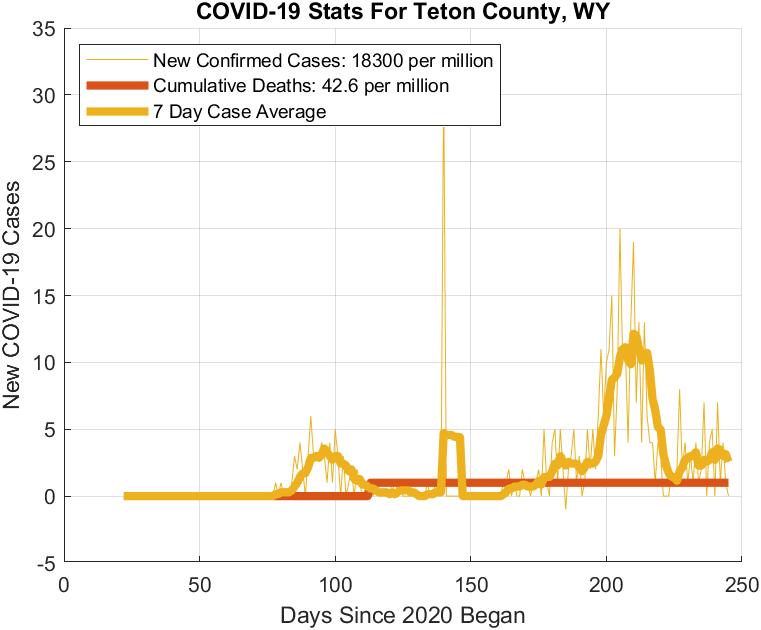 COVID-19 Stats For Teton County, WY
New Confirmed Cases: 18300 per million
Cumulative Deaths: 42.6 per million
7 Day Case Average
35
30
25
20
15
10
5
0
-5
New COVID-19 Cases
0 50 100 150 200 250
Days Since 2020 Began